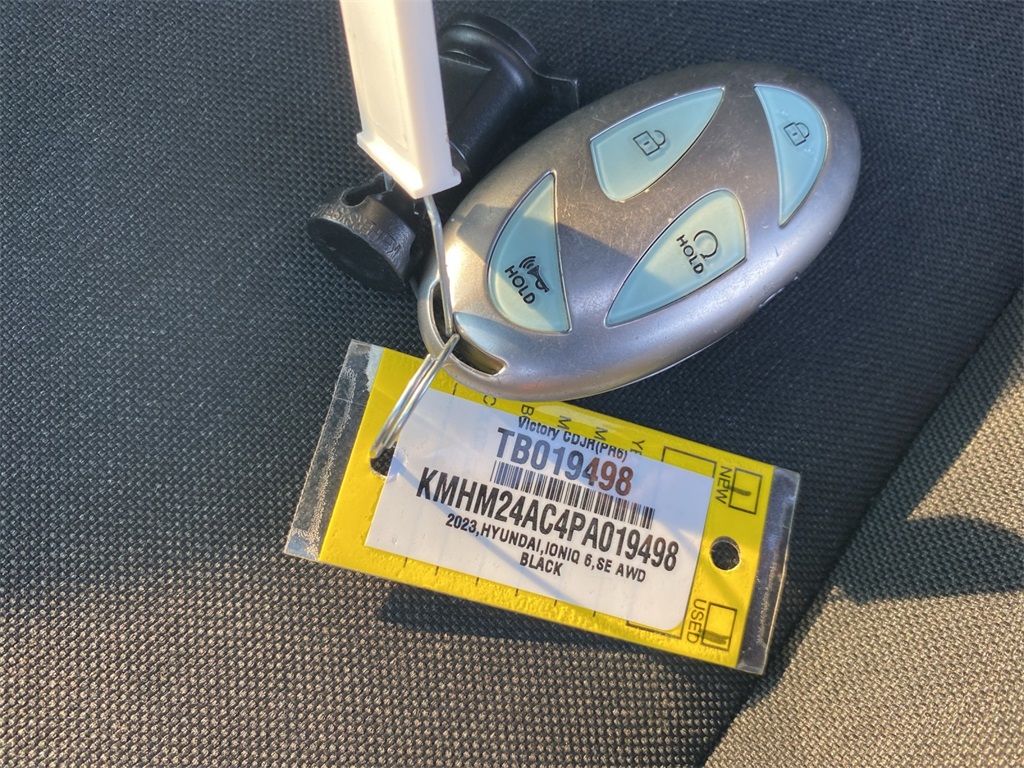 HOLD
HOLD
Victory CDJR(PH6)
TB019498
KMHM24AC4PA019498
2023,HYUNDAI,IONIQ 6,SE AWD
BLACK
NEW
USED